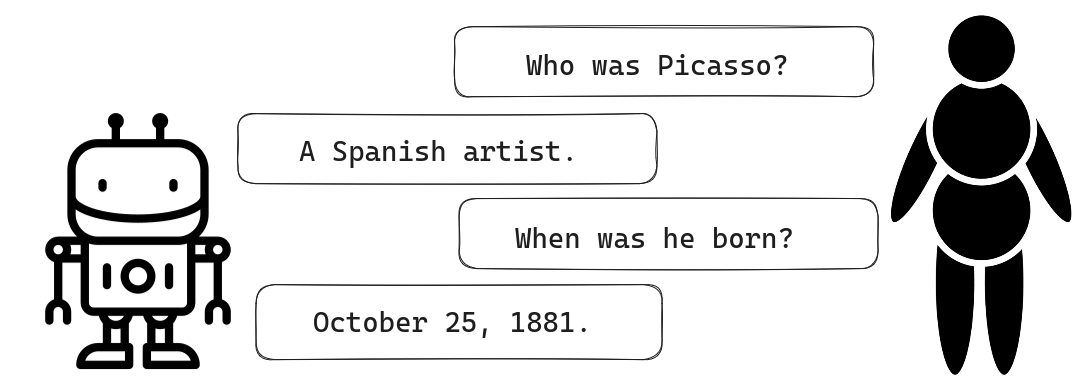 Who was Picasso?
A Spanish artist.
When was he born?
October 25, 1881.